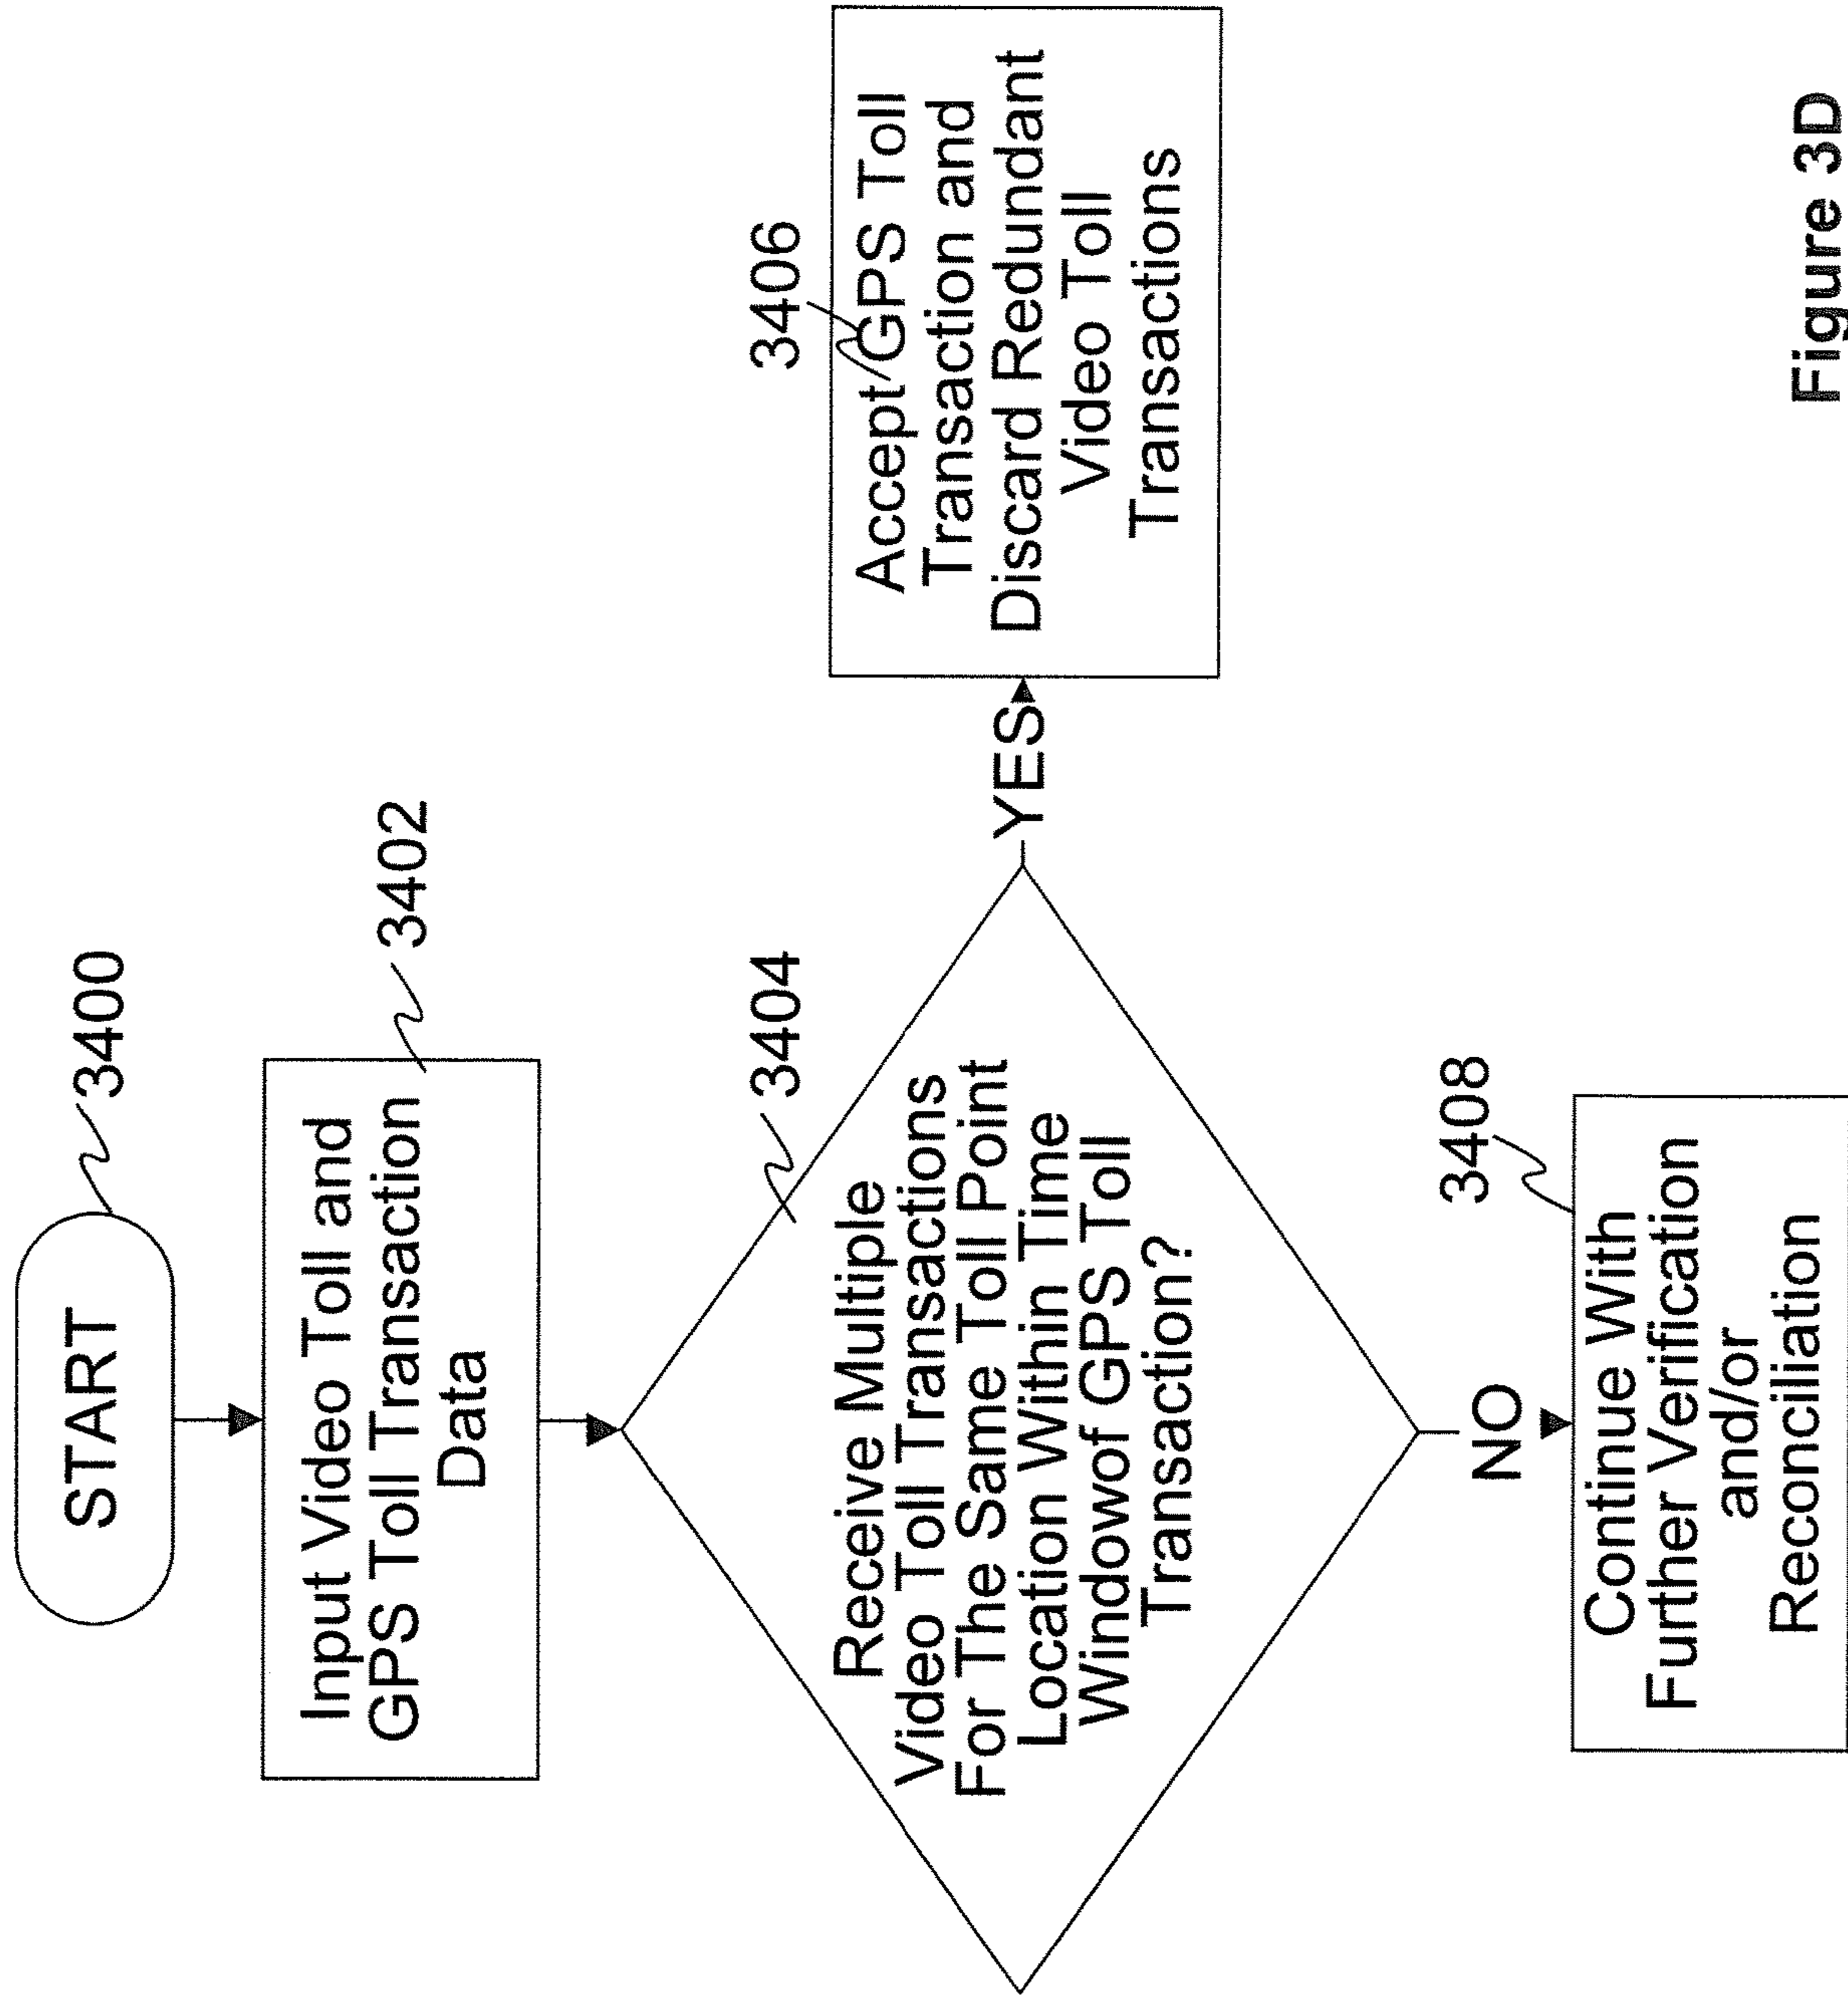 START
3400
Input Video Toll and
GPS Toll Transaction
Data
3402
Receive Multiple
Video Toll Transactions
For The Same Toll Point
Location Within Time
Windowof GPS Toll
Transaction?
3404
YES
3406
Accept GPS Toll
Transaction and
Discard Redundant
Video Toll
Transactions
NO
3408
Continue With
Further Verification
and/or
Reconciliation
Figure 3D